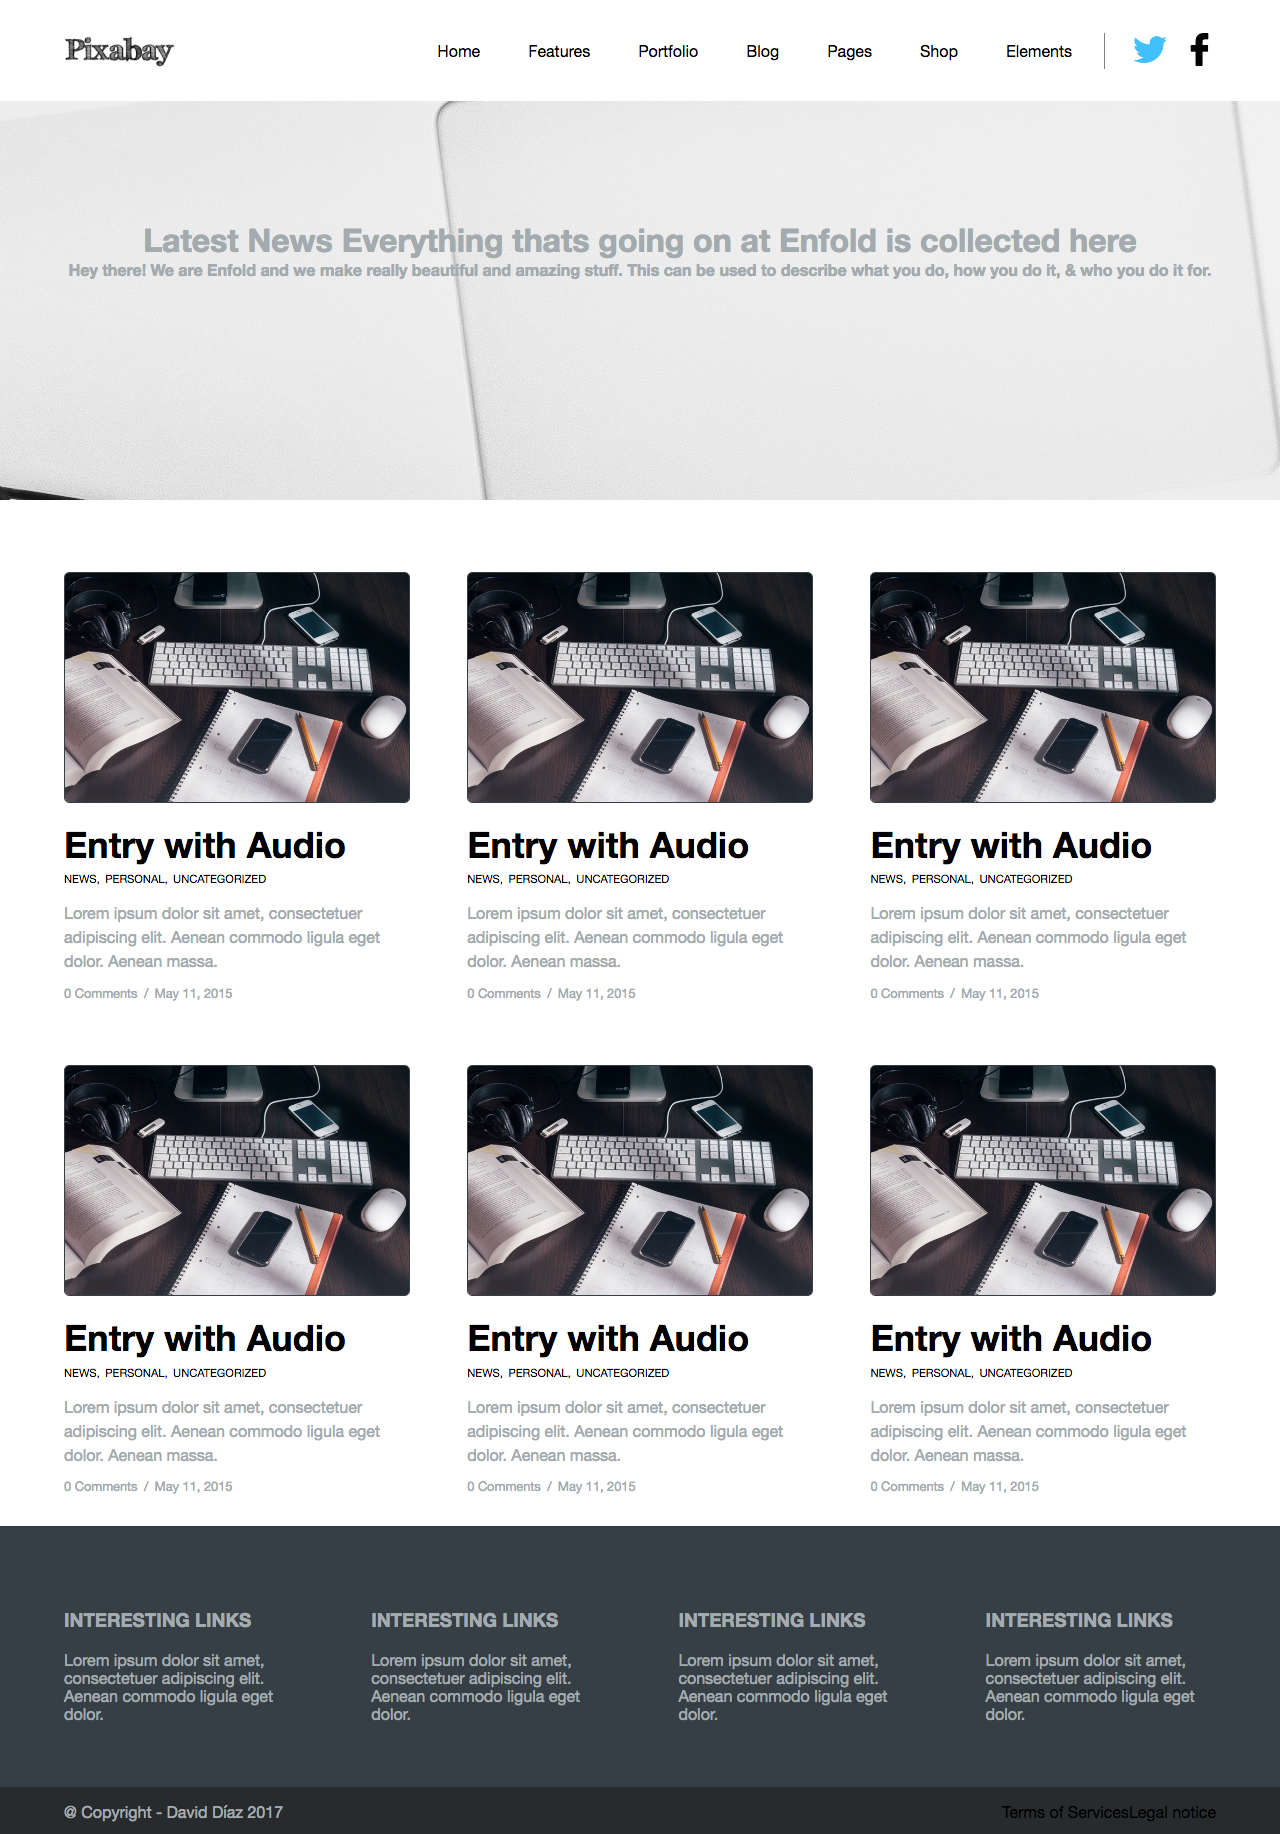 Pixabay
Home Features Portfolio Blog Pages Shop Elements
Latest News Everything thats going on at Enfold is collected here
Hey there! We are Enfold and we make really beautiful and amazing stuff. This can be used to describe what you do, how you do it, & who you do it for.
Entry with Audio
NEWS, PERSONAL, UNCATEGORIZED
Lorem ipsum dolor sit amet, consectetuer
adipiscing elit. Aenean commodo ligula eget
dolor. Aenean massa.
0 Comments / May 11, 2015
Entry with Audio
NEWS, PERSONAL, UNCATEGORIZED
Lorem ipsum dolor sit amet, consectetuer
adipiscing elit. Aenean commodo ligula eget
dolor. Aenean massa.
0 Comments / May 11, 2015
Entry with Audio
NEWS, PERSONAL, UNCATEGORIZED
Lorem ipsum dolor sit amet, consectetuer
adipiscing elit. Aenean commodo ligula eget
dolor. Aenean massa.
0 Comments / May 11, 2015
Entry with Audio
NEWS, PERSONAL, UNCATEGORIZED
Lorem ipsum dolor sit amet, consectetuer
adipiscing elit. Aenean commodo ligula eget
dolor. Aenean massa.
0 Comments / May 11, 2015
Entry with Audio
NEWS, PERSONAL, UNCATEGORIZED
Lorem ipsum dolor sit amet, consectetuer
adipiscing elit. Aenean commodo ligula eget
dolor. Aenean massa.
0 Comments / May 11, 2015
Entry with Audio
NEWS, PERSONAL, UNCATEGORIZED
Lorem ipsum dolor sit amet, consectetuer
adipiscing elit. Aenean commodo ligula eget
dolor. Aenean massa.
0 Comments / May 11, 2015
INTERESTING LINKS
Lorem ipsum dolor sit amet,
consectetuer adipiscing elit.
Aenean commodo ligula eget
dolor.
INTERESTING LINKS
Lorem ipsum dolor sit amet,
consectetuer adipiscing elit.
Aenean commodo ligula eget
dolor.
INTERESTING LINKS
Lorem ipsum dolor sit amet,
consectetuer adipiscing elit.
Aenean commodo ligula eget
dolor.
INTERESTING LINKS
Lorem ipsum dolor sit amet,
consectetuer adipiscing elit.
Aenean commodo ligula eget
dolor.
@ Copyright - David Díaz 2017
Terms of ServicesLegal notice